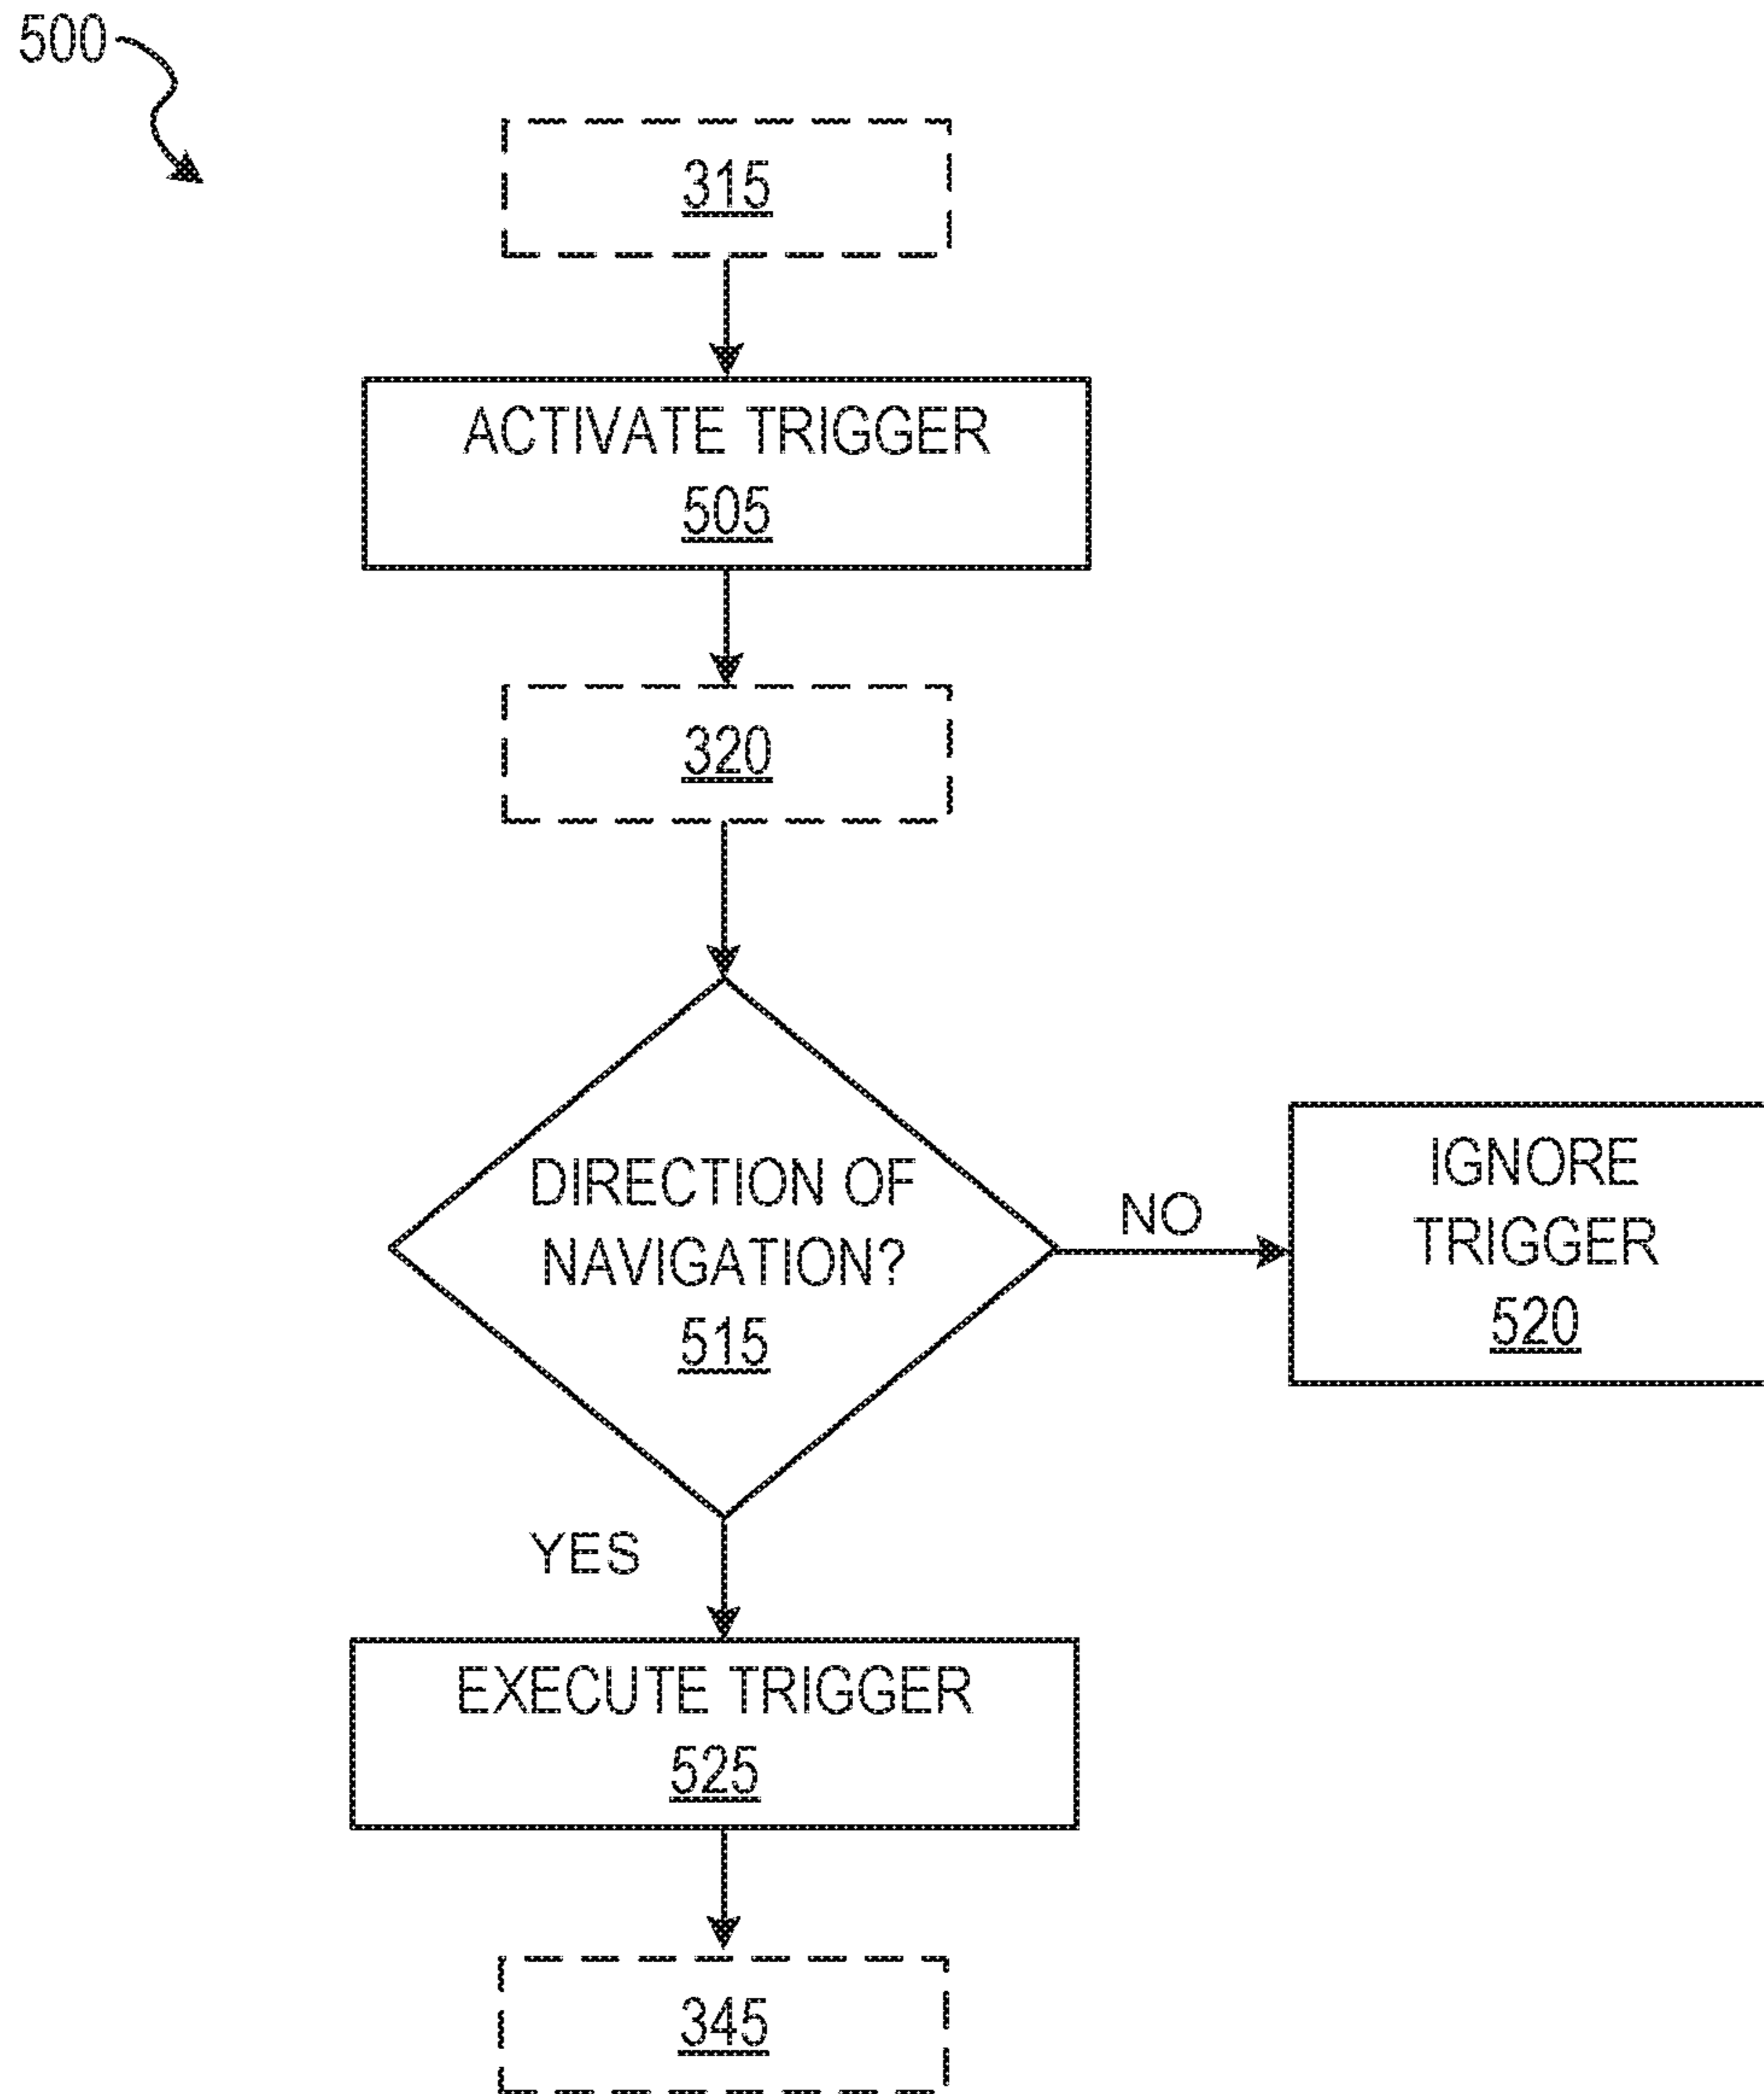 500
315
ACTIVATE TRIGGER
505
320
DIRECTION OF
NAVIGATION?
515
NO
IGNORE
TRIGGER
520
YES
EXECUTE TRIGGER
525
345